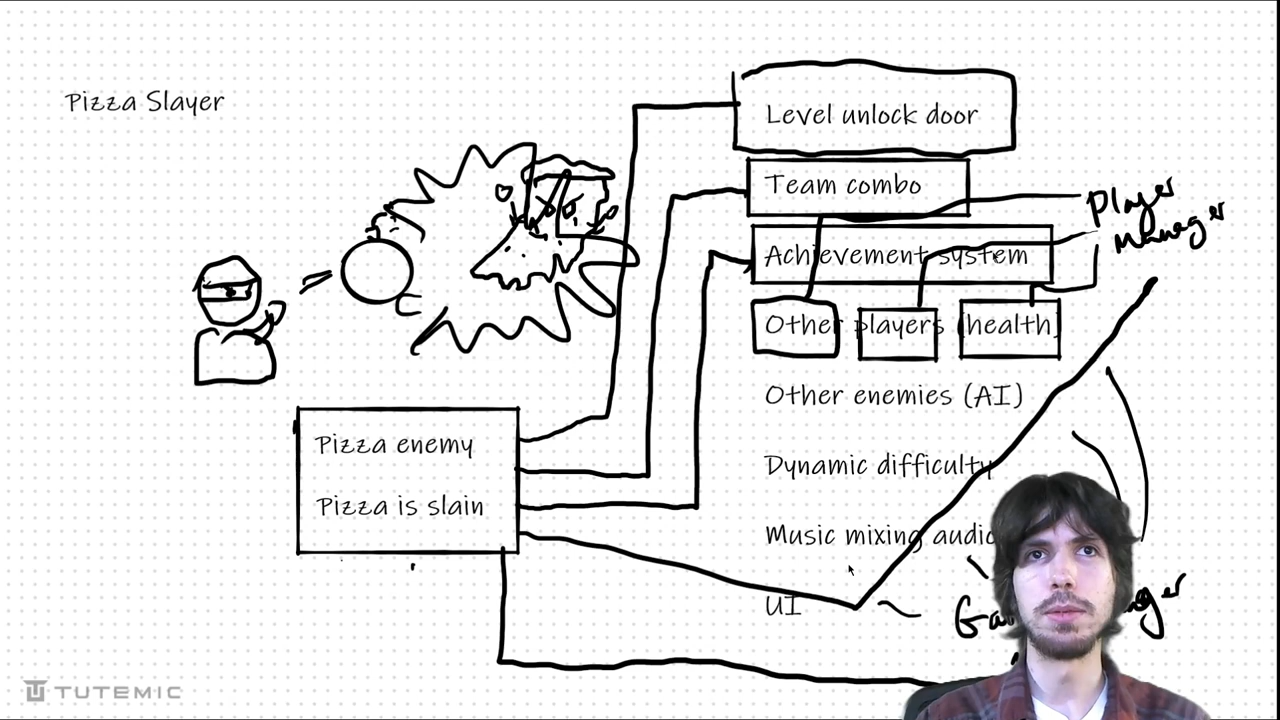 Pizza Slayer
Level unlock door
Team combo
Player
Manager
Achievement system
Other players (health)
Other enemies (AI)
Pizza enemy
Dynamic difficulty
Pizza is slain
Music mixing audio
UI
TUTEMIC